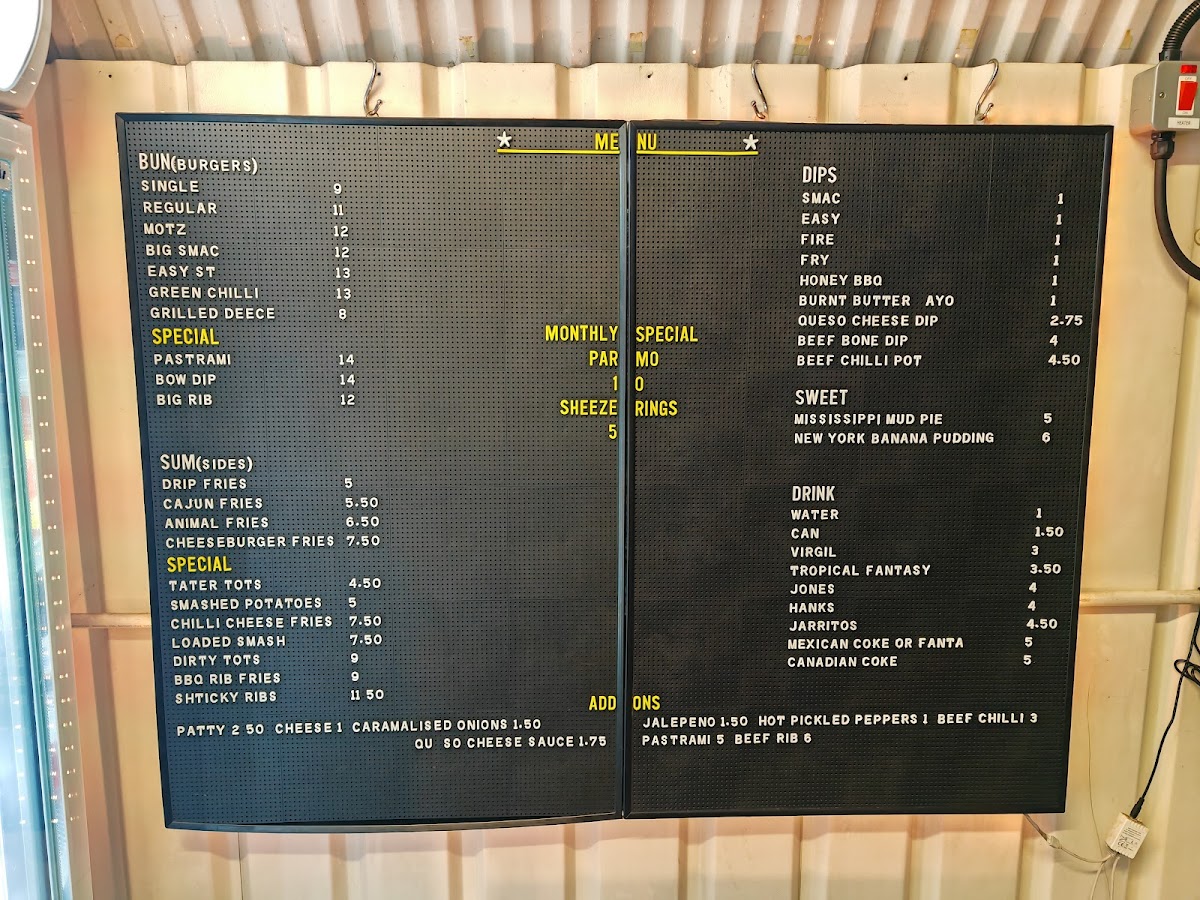 ★ MENU ★
BUN(BURGERS)
SINGLE 9
REGULAR 11
MOTZ 12
BIG SMAC 12
EASY ST 13
GREEN CHILLI 13
GRILLED DEECE 8
SPECIAL
PASTRAMI 14
BOW DIP 14
BIG RIB 12
SUM(SIDES)
DRIP FRIES 5
CAJUN FRIES 5.50
ANIMAL FRIES 6.50
CHEESEBURGER FRIES 7.50
SPECIAL
TATER TOTS 4.50
SMASHED POTATOES 5
CHILLI CHEESE FRIES 7.50
LOADED SMASH 7.50
DIRTY TOTS 9
BBQ RIB FRIES 9
SHTICKY RIBS 11 50
MONTHLY SPECIAL
PAR MO
1 0
SHEEZE RINGS
5
DIPS
SMAC 1
EASY 1
FIRE 1
FRY 1
HONEY BBQ 1
BURNT BUTTER AYO 1
QUESO CHEESE DIP 2.75
BEEF BONE DIP 4
BEEF CHILLI POT 4.50
SWEET
MISSISSIPPI MUD PIE 5
NEW YORK BANANA PUDDING 6
DRINK
WATER 1
CAN 1.50
VIRGIL 3
TROPICAL FANTASY 3.50
JONES 4
HANKS 4
JARRITOS 4.50
MEXICAN COKE OR FANTA 5
CANADIAN COKE 5
ADD ONS
PATTY 2 50 CHEESE 1 CARAMALISED ONIONS 1.50
QU SO CHEESE SAUCE 1.75
JALEPENO 1.50 HOT PICKLED PEPPERS 1 BEEF CHILLI 3
PASTRAMI 5 BEEF RIB 6
HEATER